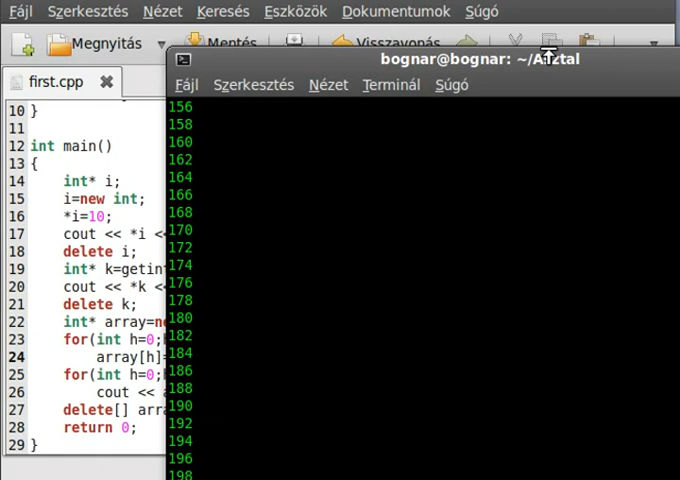 Fájl Szerkesztés Nézet Keresés Eszközök Dokumentumok Súgó
Megnyitás Mentés Visszavonás
first.cpp
bognar@bognar: ~/Asztal
Fájl Szerkesztés Nézet Terminál Súgó
10 }
11
12 int main()
13 {
14 int* i;
15 i=new int;
16 *i=10;
17 cout << *i <<
18 delete i;
19 int* k=getint
20 cout << *k <<
21 delete k;
22 int* array=ne
23 for(int h=0;h
24 array[h]=
25 for(int h=0;h
26 cout << a
27 delete[] arra
28 return 0;
29 }
156
158
160
162
164
166
168
170
172
174
176
178
180
182
184
186
188
190
192
194
196
198